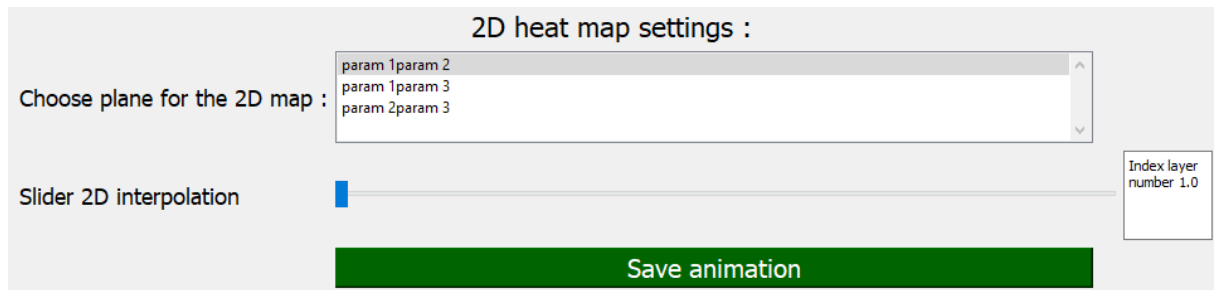 2D heat map settings :
param 1param 2
param 1param 3
param 2param 3
Choose plane for the 2D map :
Slider 2D interpolation
Index layer
number 1.0
Save animation